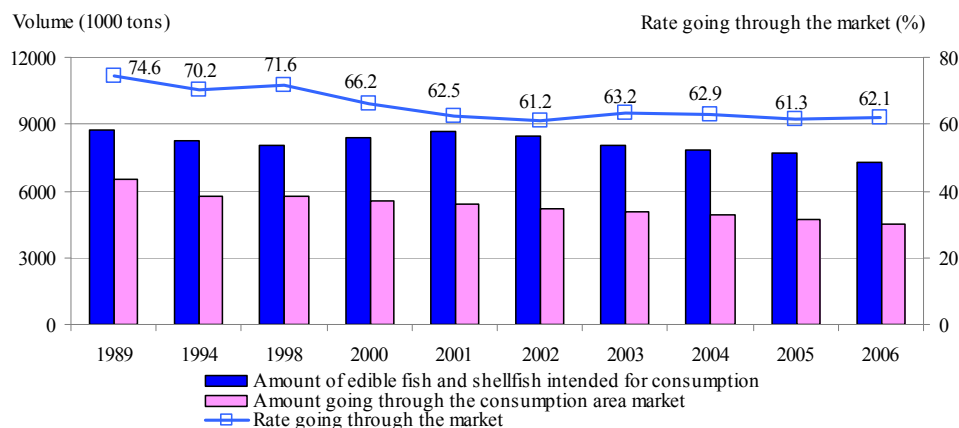 Volume (1000 tons) Rate going through the market (%)
12000 80
74.6 70.2 71.6 66.2 62.5 61.2 63.2 62.9 61.3 62.1
9000 60
6000 40
3000 20
0 0
1989 1994 1998 2000 2001 2002 2003 2004 2005 2006
Amount of edible fish and shellfish intended for consumption
Amount going through the consumption area market
Rate going through the market